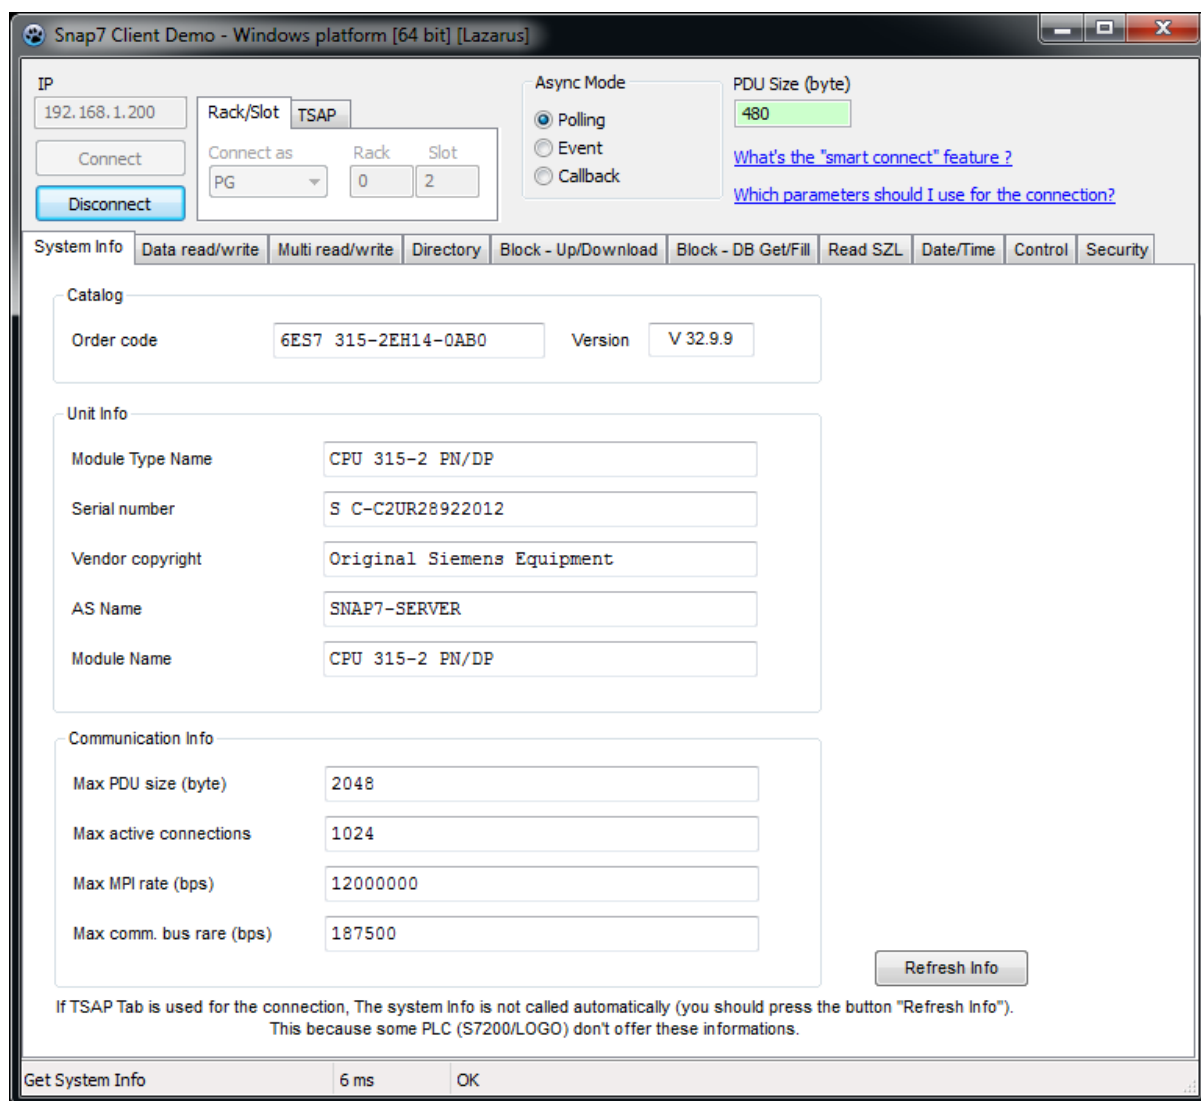 Snap7 Client Demo - Windows platform [64 bit] [Lazarus]
IP
192.168.1.200
Connect
Disconnect
Rack/Slot TSAP
Connect as Rack Slot
PG 0 2
Async Mode
Polling
Event
Callback
PDU Size (byte)
480
What's the "smart connect" feature ?
Which parameters should I use for the connection?
System Info Data read/write Multi read/write Directory Block - Up/Download Block - DB Get/Fill Read SZL Date/Time Control Security
Catalog
Order code 6ES7 315-2EH14-0AB0 Version V 32.9.9
Unit Info
Module Type Name CPU 315-2 PN/DP
Serial number S C-C2UR28922012
Vendor copyright Original Siemens Equipment
AS Name SNAP7-SERVER
Module Name CPU 315-2 PN/DP
Communication Info
Max PDU size (byte) 2048
Max active connections 1024
Max MPI rate (bps) 12000000
Max comm. bus rare (bps) 187500
Refresh Info
If TSAP Tab is used for the connection, The system Info is not called automatically (you should press the button "Refresh Info").
This because some PLC (S7200/LOGO) don't offer these informations.
Get System Info 6 ms OK